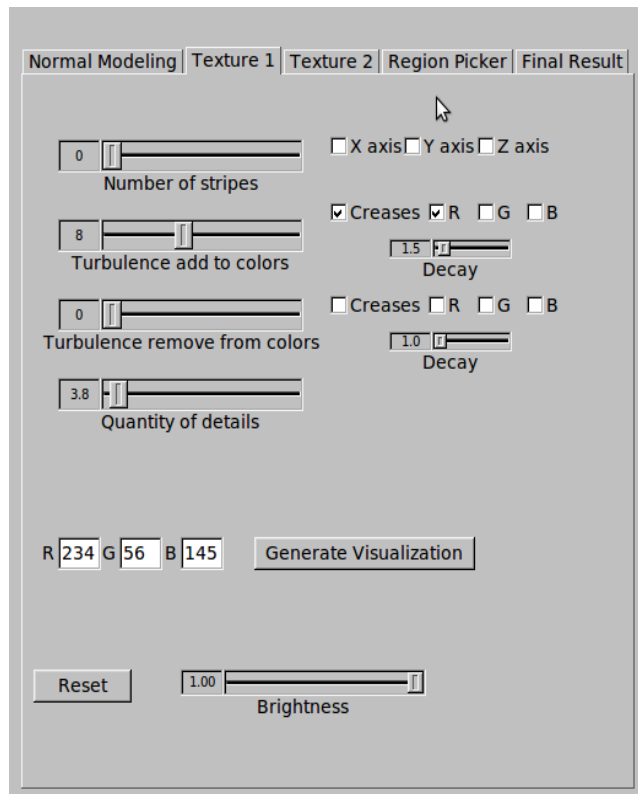 Normal Modeling Texture 1 Texture 2 Region Picker Final Result
0 X axis Y axis Z axis
Number of stripes
Creases R G B
8
1.5
Turbulence add to colors
Decay
Creases R G B
0
1.0
Turbulence remove from colors
Decay
3.8
Quantity of details
R 234 G 56 B 145 Generate Visualization
Reset 1.00
Brightness